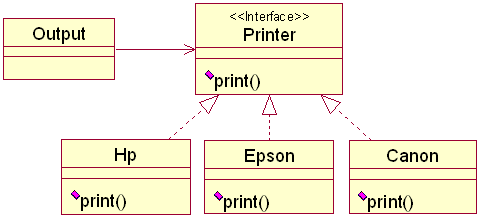 Output
<<Interface>>
Printer
print()
Hp
print()
Epson
print()
Canon
print()